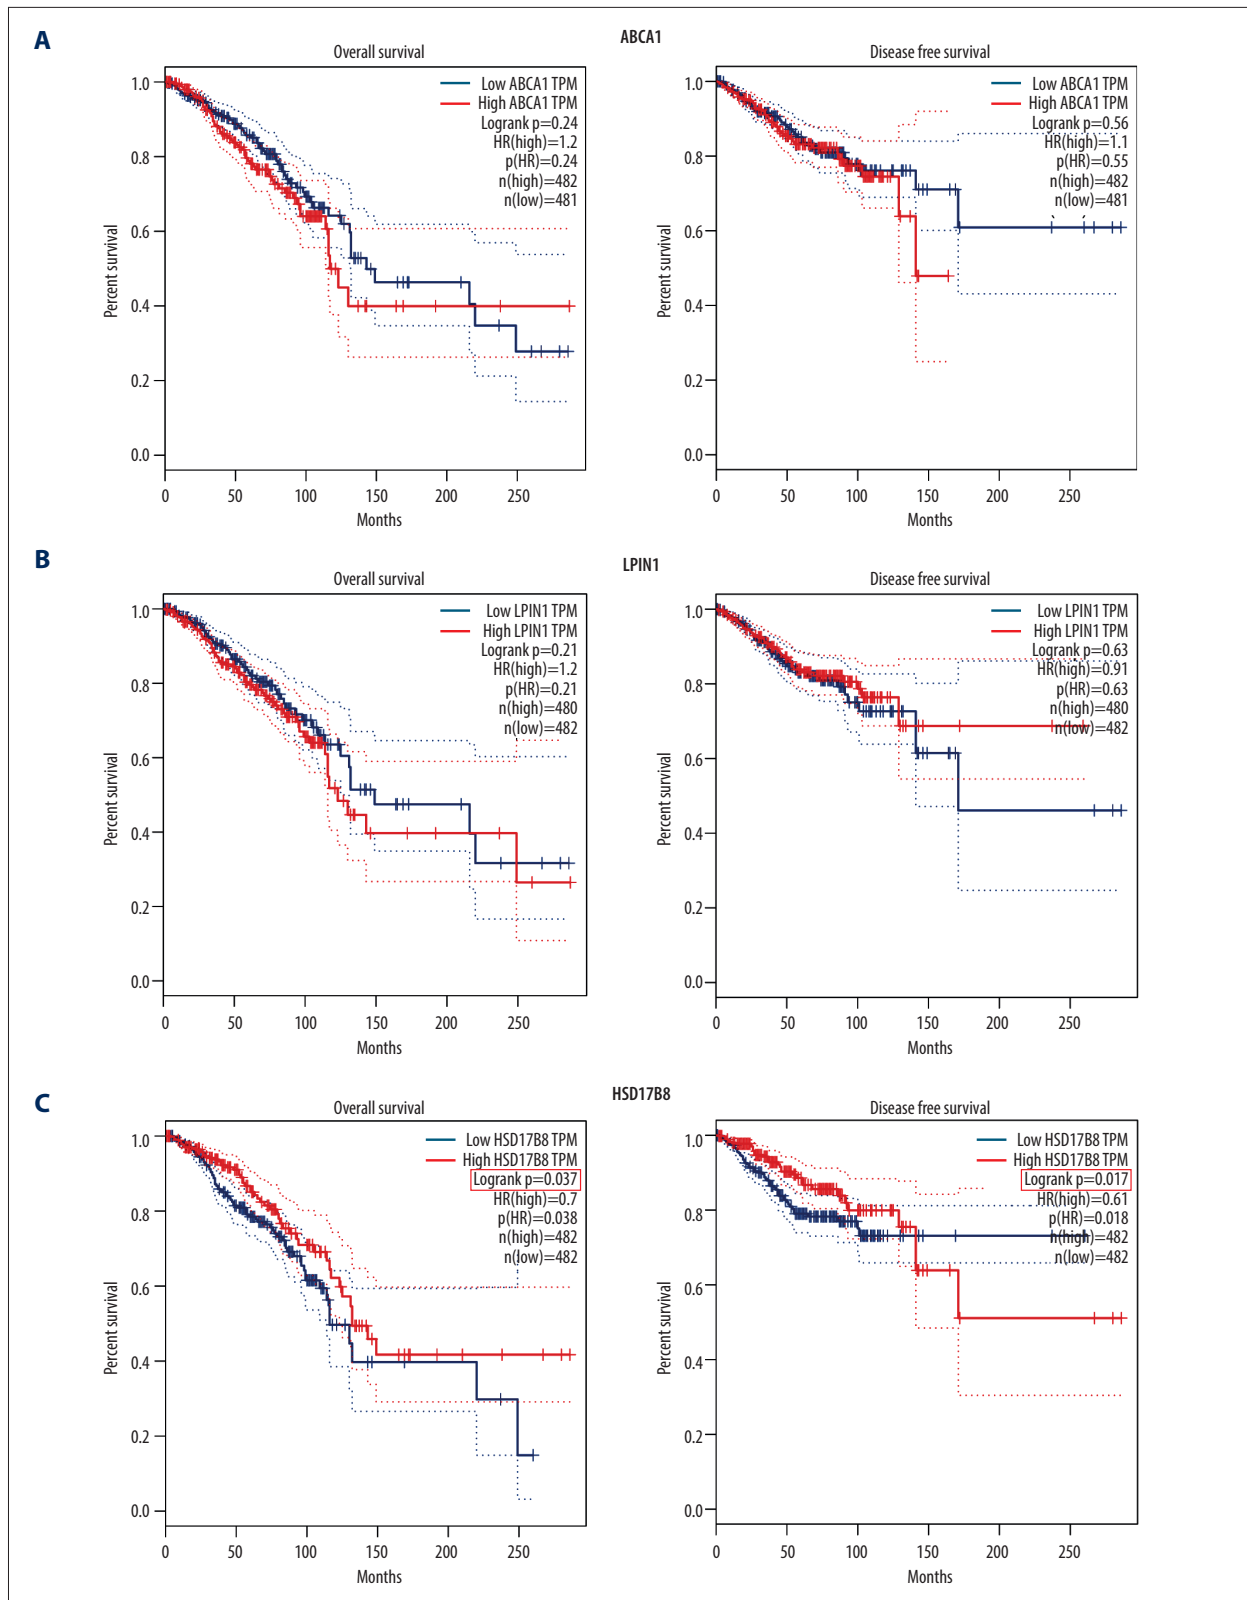 A
ABCA1
Overall survival
Low ABCA1 TPM
High ABCA1 TPM
Logrank p=0.24
HR(high)=1.2
p(HR)=0.24
n(high)=482
n(low)=481
Percent survival
1.0
0.8
0.6
0.4
0.2
0.0
0 50 100 150 200 250
Months
Disease free survival
Low ABCA1 TPM
High ABCA1 TPM
Logrank p=0.56
HR(high)=1.1
p(HR)=0.55
n(high)=482
n(low)=481
Percent survival
1.0
0.8
0.6
0.4
0.2
0.0
0 50 100 150 200 250
Months
B
LPIN1
Overall survival
Low LPIN1 TPM
High LPIN1 TPM
Logrank p=0.21
HR(high)=1.2
p(HR)=0.21
n(high)=480
n(low)=482
Percent survival
1.0
0.8
0.6
0.4
0.2
0.0
0 50 100 150 200 250
Months
Disease free survival
Low LPIN1 TPM
High LPIN1 TPM
Logrank p=0.63
HR(high)=0.91
p(HR)=0.63
n(high)=480
n(low)=482
Percent survival
1.0
0.8
0.6
0.4
0.2
0.0
0 50 100 150 200 250
Months
C
HSD17B8
Overall survival
Low HSD17B8 TPM
High HSD17B8 TPM
Logrank p=0.037
HR(high)=0.7
p(HR)=0.038
n(high)=482
n(low)=482
Percent survival
1.0
0.8
0.6
0.4
0.2
0.0
0 50 100 150 200 250
Months
Disease free survival
Low HSD17B8 TPM
High HSD17B8 TPM
Logrank p=0.017
HR(high)=0.61
p(HR)=0.018
n(high)=482
n(low)=482
Percent survival
1.0
0.8
0.6
0.4
0.2
0.0
0 50 100 150 200 250
Months